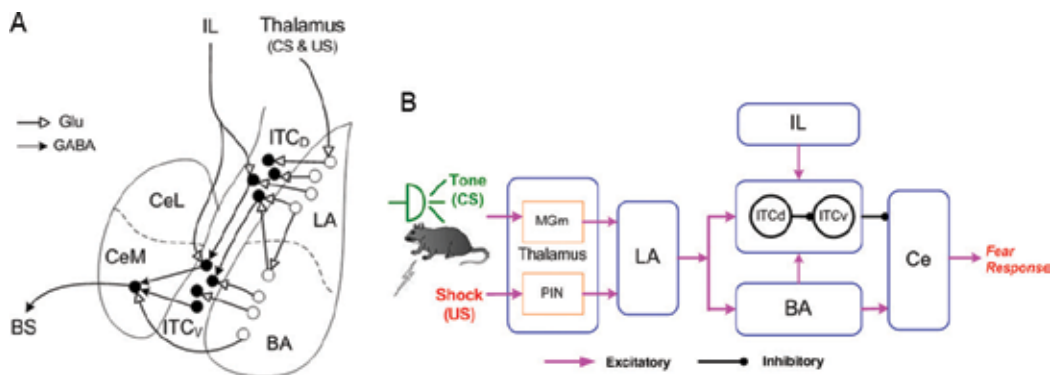 A
IL
Thalamus
(CS & US)
Glu
GABA
ITCD
CeL
LA
CeM
BS
ITCV
BA
B
Tone
(CS)
Shock
(US)
MGm
Thalamus
PIN
LA
IL
ITCd
ITCv
BA
Ce
Fear
Response
Excitatory
Inhibitory